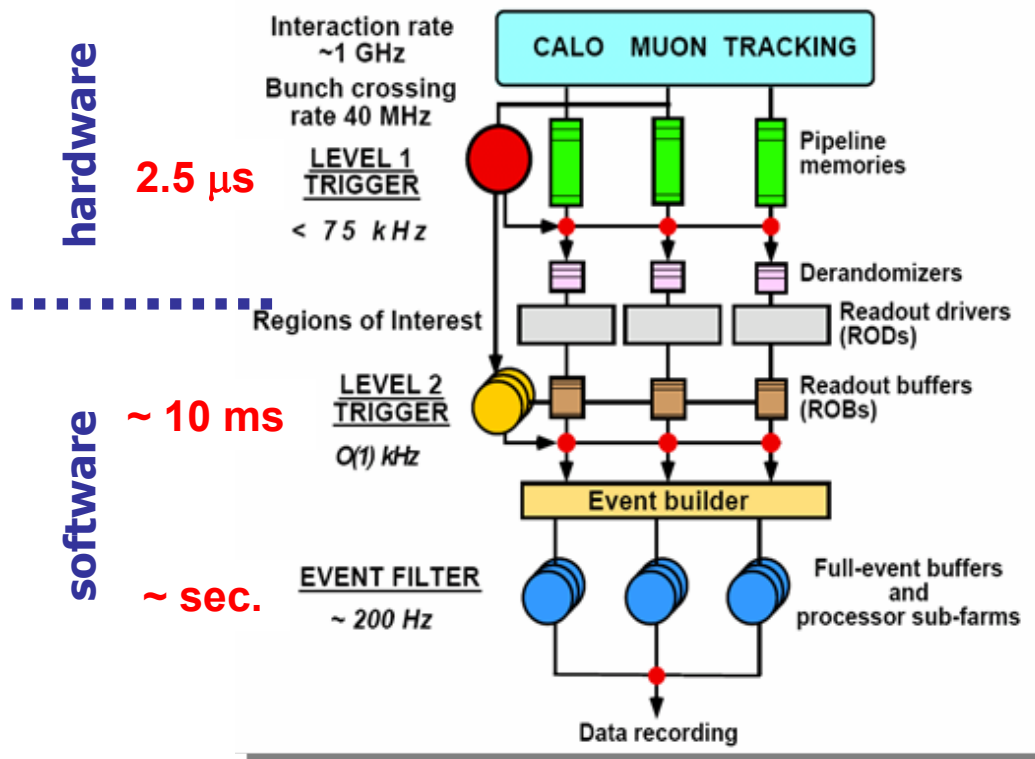 hardware
software
Interaction rate
~1 GHz
Bunch crossing
rate 40 MHz
CALO MUON TRACKING
2.5 μs
LEVEL 1
TRIGGER
< 75 kHz
Pipeline
memories
Derandomizers
Regions of Interest
Readout drivers
(RODs)
~ 10 ms
LEVEL 2
TRIGGER
O(1) kHz
Readout buffers
(ROBs)
Event builder
~ sec.
EVENT FILTER
~ 200 Hz
Full-event buffers
and
processor sub-farms
Data recording